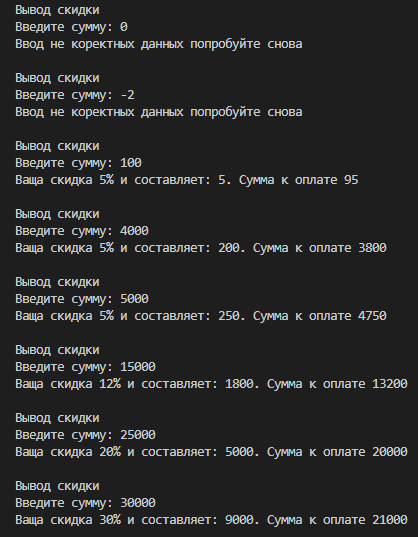 Вывод скидки
Введите сумму: 0
Ввод не коректных данных попробуйте снова
Вывод скидки
Введите сумму: -2
Ввод не коректных данных попробуйте снова
Вывод скидки
Введите сумму: 100
Ваща скидка 5% и составляет: 5. Сумма к оплате 95
Вывод скидки
Введите сумму: 4000
Ваща скидка 5% и составляет: 200. Сумма к оплате 3800
Вывод скидки
Введите сумму: 5000
Ваща скидка 5% и составляет: 250. Сумма к оплате 4750
Вывод скидки
Введите сумму: 15000
Ваща скидка 12% и составляет: 1800. Сумма к оплате 13200
Вывод скидки
Введите сумму: 25000
Ваща скидка 20% и составляет: 5000. Сумма к оплате 20000
Вывод скидки
Введите сумму: 30000
Ваща скидка 30% и составляет: 9000. Сумма к оплате 21000